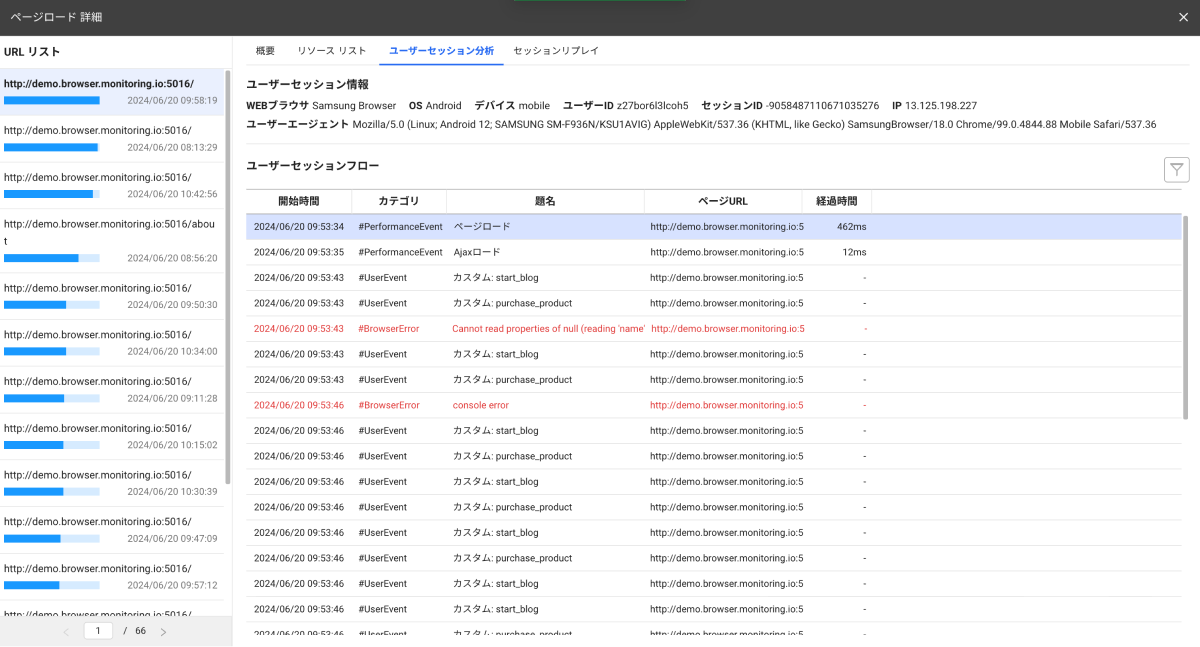 ページロード 詳細
URL リスト
http://demo.browser.monitoring.io:5016/
2024/06/20 09:58:19
http://demo.browser.monitoring.io:5016/
2024/06/20 08:13:29
http://demo.browser.monitoring.io:5016/
2024/06/20 10:42:56
http://demo.browser.monitoring.io:5016/abou
t
2024/06/20 08:56:20
http://demo.browser.monitoring.io:5016/
2024/06/20 09:50:30
http://demo.browser.monitoring.io:5016/
2024/06/20 10:34:00
http://demo.browser.monitoring.io:5016/
2024/06/20 09:11:28
http://demo.browser.monitoring.io:5016/
2024/06/20 10:15:02
http://demo.browser.monitoring.io:5016/
2024/06/20 10:30:39
http://demo.browser.monitoring.io:5016/
2024/06/20 09:47:09
http://demo.browser.monitoring.io:5016/
2024/06/20 09:57:12
http://demo.browser.monitoring.io:5016/
1 / 66
概要 リソース リスト ユーザーセッション分析 セッションリプレイ
ユーザーセッション情報
WEBブラウザ Samsung Browser OS Android デバイス mobile ユーザーID z27bor6l3lcoh5 セッションID -9058487110671035276 IP 13.125.198.227
ユーザーエージェント Mozilla/5.0 (Linux; Android 12; SAMSUNG SM-F936N/KSU1AVIG) AppleWebKit/537.36 (KHTML, like Gecko) SamsungBrowser/18.0 Chrome/99.0.4844.88 Mobile Safari/537.36
ユーザーセッションフロー
開始時間 カテゴリ 題名 ページURL 経過時間
2024/06/20 09:53:34 #PerformanceEvent ページロード http://demo.browser.monitoring.io:5 462ms
2024/06/20 09:53:35 #PerformanceEvent Ajaxロード http://demo.browser.monitoring.io:5 12ms
2024/06/20 09:53:43 #UserEvent カスタム: start_blog http://demo.browser.monitoring.io:5 -
2024/06/20 09:53:43 #UserEvent カスタム: purchase_product http://demo.browser.monitoring.io:5 -
2024/06/20 09:53:43 #BrowserError Cannot read properties of null (reading 'name' http://demo.browser.monitoring.io:5 -
2024/06/20 09:53:43 #UserEvent カスタム: start_blog http://demo.browser.monitoring.io:5 -
2024/06/20 09:53:43 #UserEvent カスタム: purchase_product http://demo.browser.monitoring.io:5 -
2024/06/20 09:53:46 #BrowserError console error http://demo.browser.monitoring.io:5 -
2024/06/20 09:53:46 #UserEvent カスタム: start_blog http://demo.browser.monitoring.io:5 -
2024/06/20 09:53:46 #UserEvent カスタム: purchase_product http://demo.browser.monitoring.io:5 -
2024/06/20 09:53:46 #UserEvent カスタム: start_blog http://demo.browser.monitoring.io:5 -
2024/06/20 09:53:46 #UserEvent カスタム: purchase_product http://demo.browser.monitoring.io:5 -
2024/06/20 09:53:46 #UserEvent カスタム: start_blog http://demo.browser.monitoring.io:5 -
2024/06/20 09:53:46 #UserEvent カスタム: purchase_product http://demo.browser.monitoring.io:5 -
2024/06/20 09:53:46 #UserEvent カスタム: start_blog http://demo.browser.monitoring.io:5 -
2024/06/20 09:53:46 #UserEvent カスタム: start_blog http://demo.browser.monitoring.io:5 -
2024/06/20 09:53:46 #UserEvent カスタム: purchase_product http://demo.browser.monitoring.io:5 -